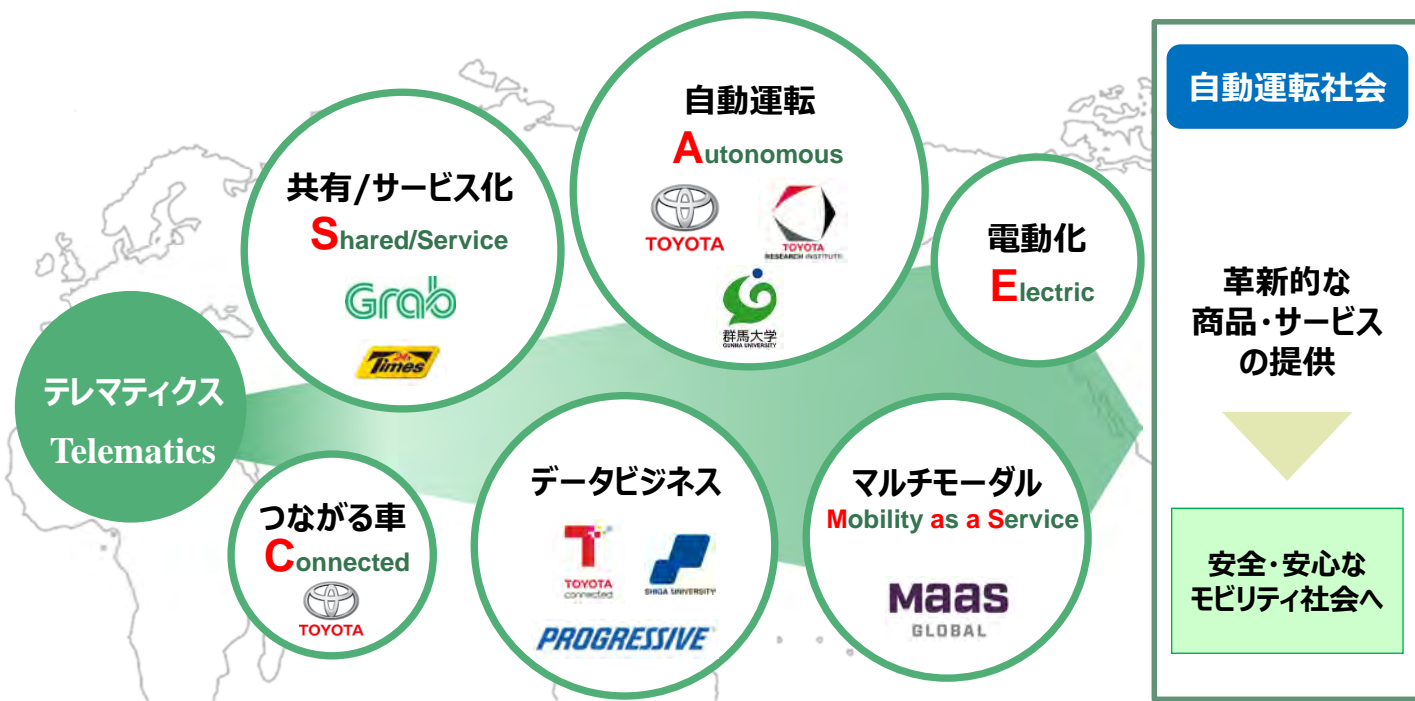 テレマティクス
Telematics
共有/サービス化
Shared/Service
Grab
24h
Times
つながる車
Connected
TOYOTA
自動運転
Autonomous
TOYOTA
TOYOTA
RESEARCH INSTITUTE
群馬大学
GUNMA UNIVERSITY
データビジネス
TOYOTA
connected
SHIGA UNIVERSITY
PROGRESSIVE
電動化
Electric
マルチモーダル
Mobility as a Service
Maas
GLOBAL
自動運転社会
革新的な
商品・サービス
の提供
安全・安心な
モビリティ社会へ